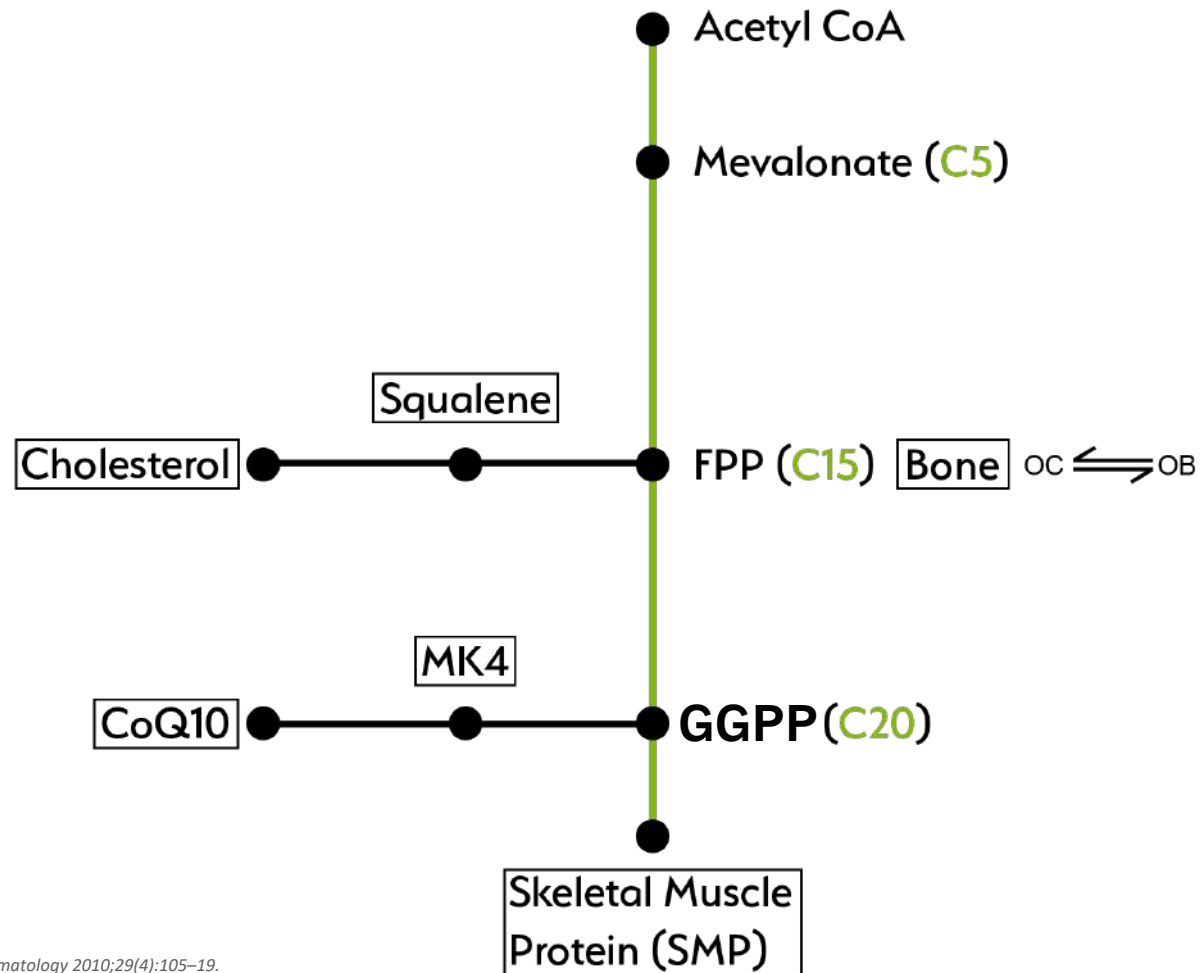 Acetyl CoA
Mevalonate (C5)
Squalene
Cholesterol
FPP (C15)
Bone
OC
OB
MK4
CoQ10
GGPP (C20)
Skeletal Muscle
Protein (SMP)
2010;29(4):105–19.